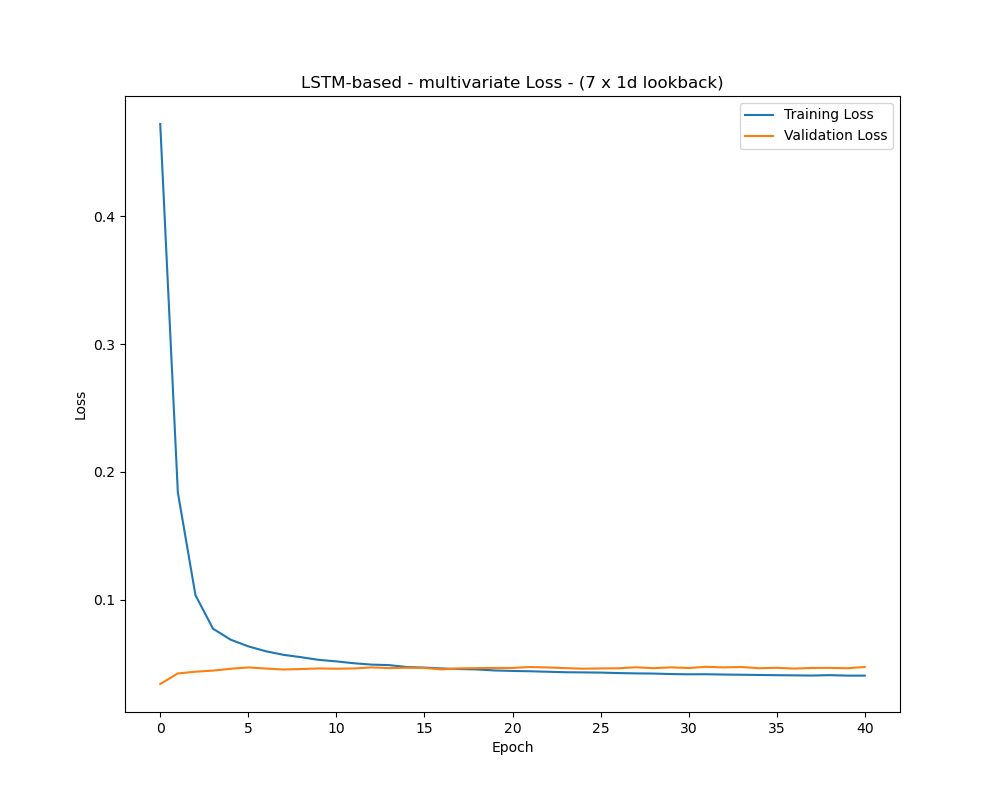 LSTM-based - multivariate Loss - (7 x 1d lookback)
Training Loss
Validation Loss
0.4
0.3
0.2
0.1
Loss
0 5 10 15 20 25 30 35 40
Epoch